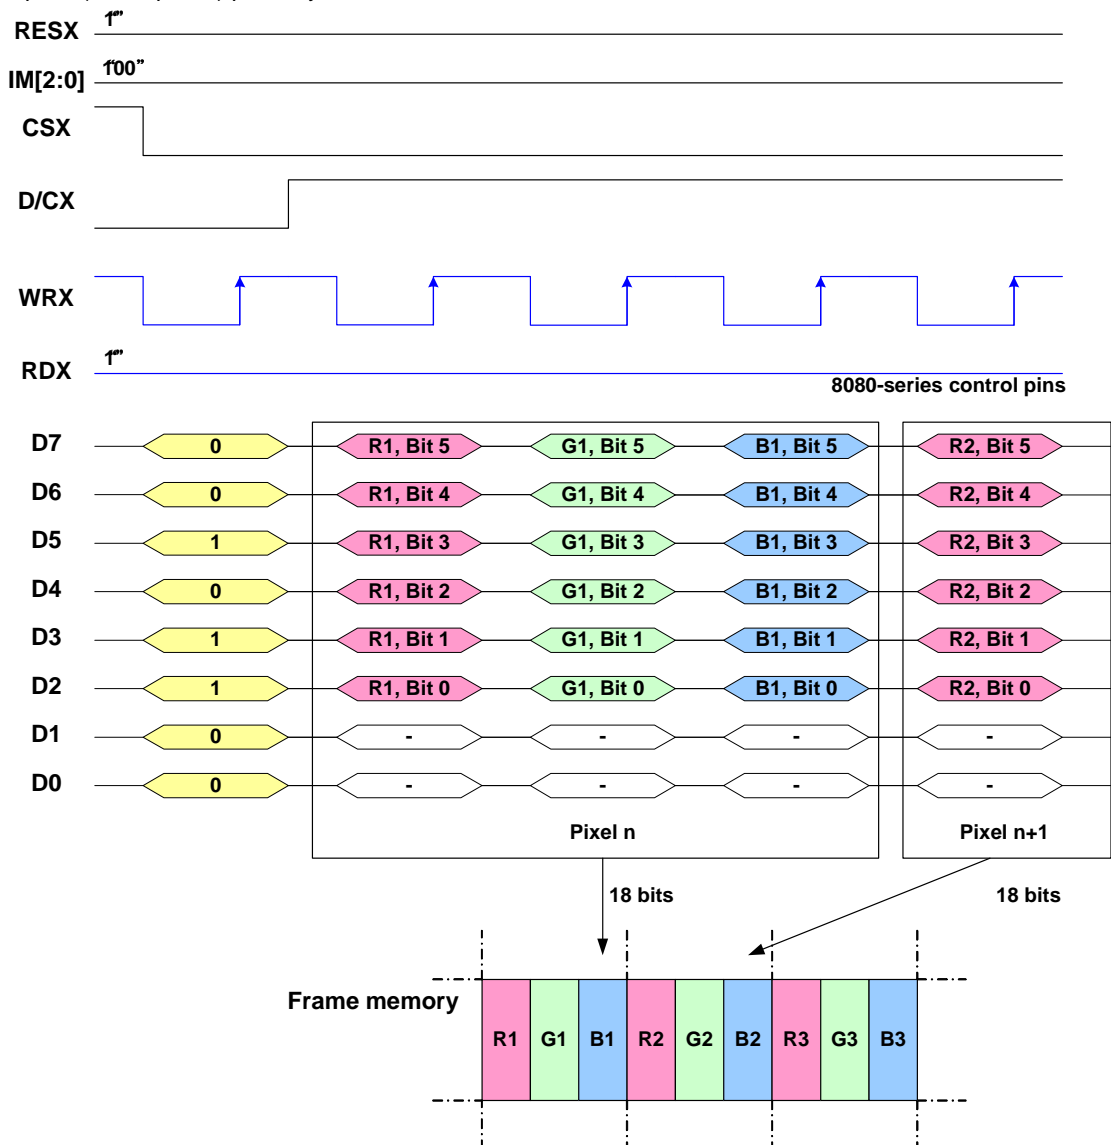 RESX 1"
IM[2:0] 100"
CSX
D/CX
WRX
RDX 1"
8080-series control pins
D7 0 R1, Bit 5 G1, Bit 5 B1, Bit 5 R2, Bit 5
D6 0 R1, Bit 4 G1, Bit 4 B1, Bit 4 R2, Bit 4
D5 1 R1, Bit 3 G1, Bit 3 B1, Bit 3 R2, Bit 3
D4 0 R1, Bit 2 G1, Bit 2 B1, Bit 2 R2, Bit 2
D3 1 R1, Bit 1 G1, Bit 1 B1, Bit 1 R2, Bit 1
D2 1 R1, Bit 0 G1, Bit 0 B1, Bit 0 R2, Bit 0
D1 0 - - - -
D0 0 - - - -
Pixel n Pixel n+1
18 bits 18 bits
Frame memory
R1 G1 B1 R2 G2 B2 R3 G3 B3